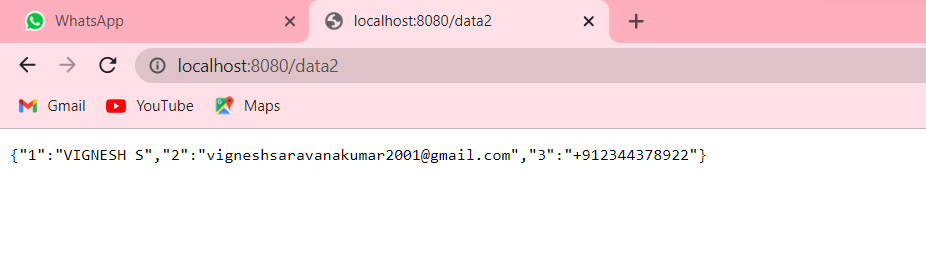 WhatsApp
localhost:8080/data2
localhost:8080/data2
Gmail YouTube Maps
{"1":"VIGNESH S","2":"vigneshsaravanakumar2001@gmail.com","3":"+912344378922"}